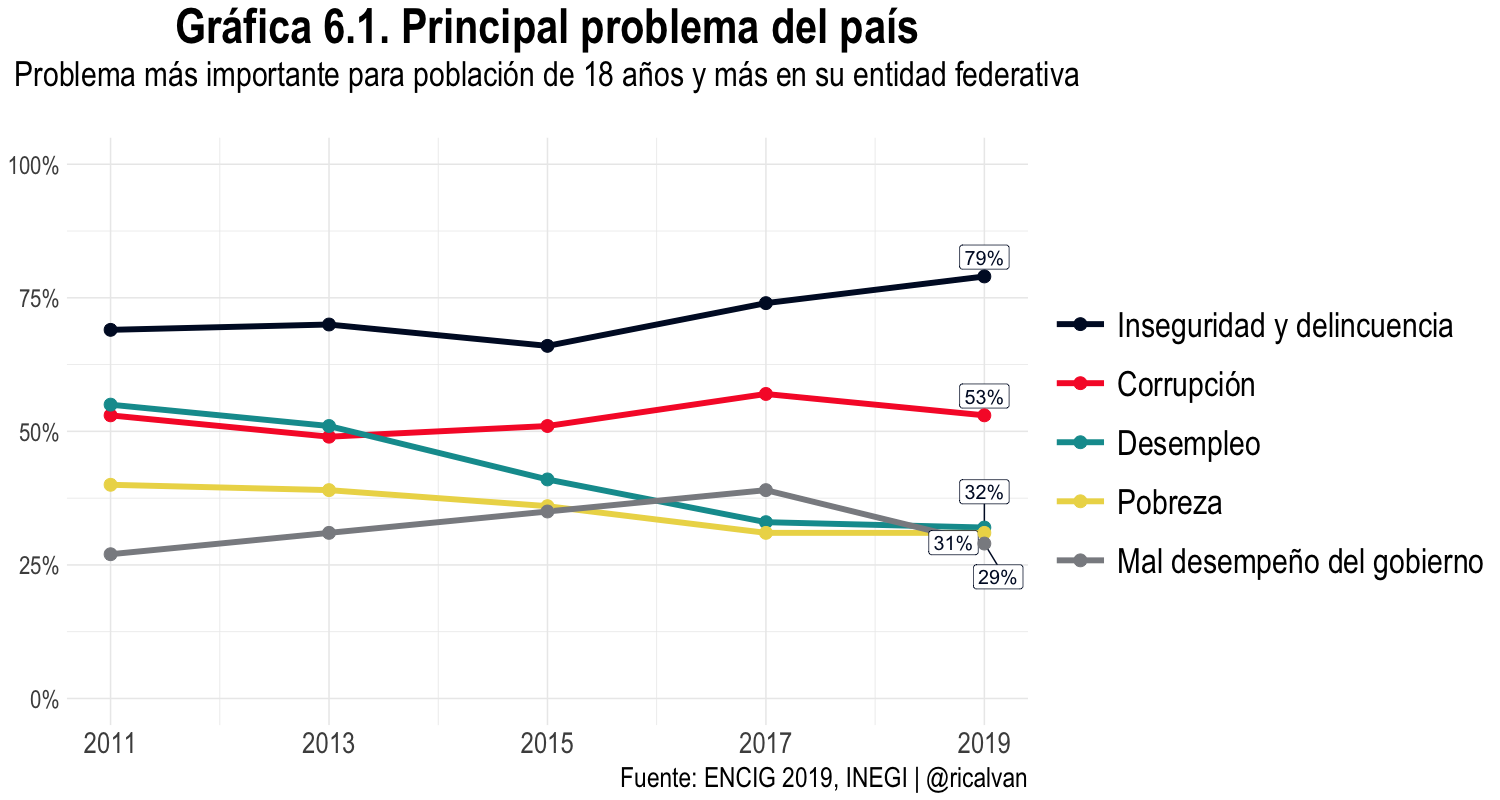 Gráfica 6.1. Principal problema del país
Problema más importante para población de 18 años y más en su entidad federativa
100%
75%
50%
25%
0%
79%
53%
32%
31%
29%
2011 2013 2015 2017 2019
Inseguridad y delincuencia
Corrupción
Desempleo
Pobreza
Mal desempeño del gobierno
Fuente: ENCIG 2019, INEGI | @ricalvan